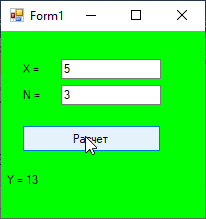 Form1
X = 5
N = 3
Расчет
Y = 13